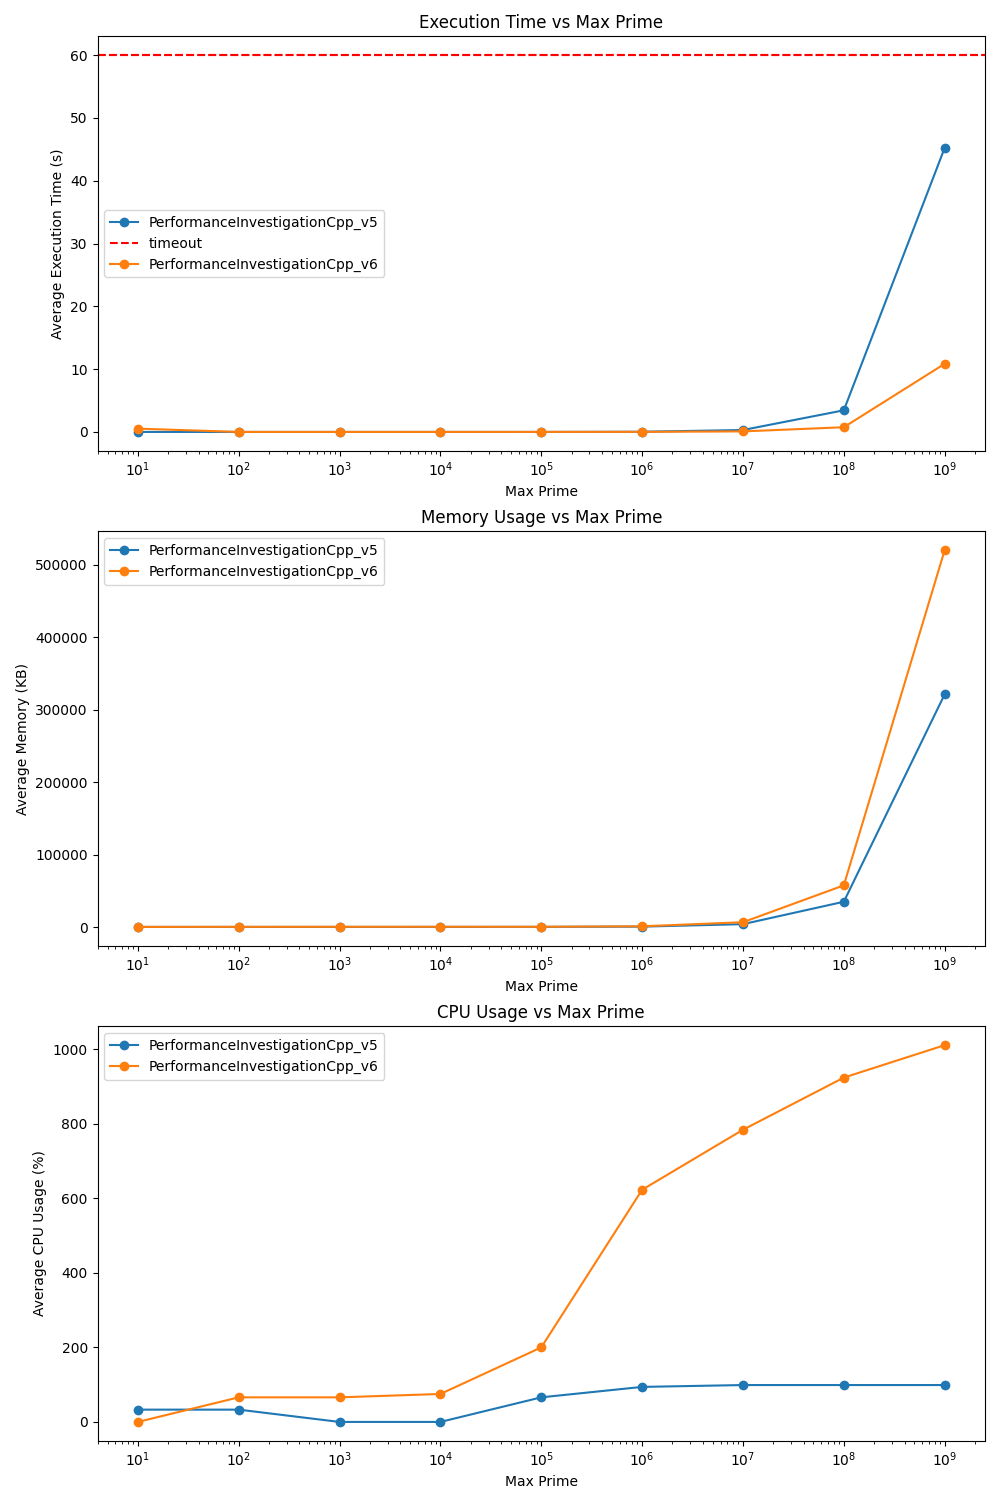 Execution Time vs Max Prime
60
50
40
30
20
10
0
Average Execution Time (s)
PerformanceInvestigationCpp_v5
timeout
PerformanceInvestigationCpp_v6
10¹ 10² 10³ 10⁴ 10⁵ 10⁶ 10⁷ 10⁸ 10⁹
Max Prime
Memory Usage vs Max Prime
500000
400000
300000
200000
100000
0
Average Memory (KB)
PerformanceInvestigationCpp_v5
PerformanceInvestigationCpp_v6
10¹ 10² 10³ 10⁴ 10⁵ 10⁶ 10⁷ 10⁸ 10⁹
Max Prime
CPU Usage vs Max Prime
1000
800
600
400
200
0
Average CPU Usage (%)
PerformanceInvestigationCpp_v5
PerformanceInvestigationCpp_v6
10¹ 10² 10³ 10⁴ 10⁵ 10⁶ 10⁷ 10⁸ 10⁹
Max Prime